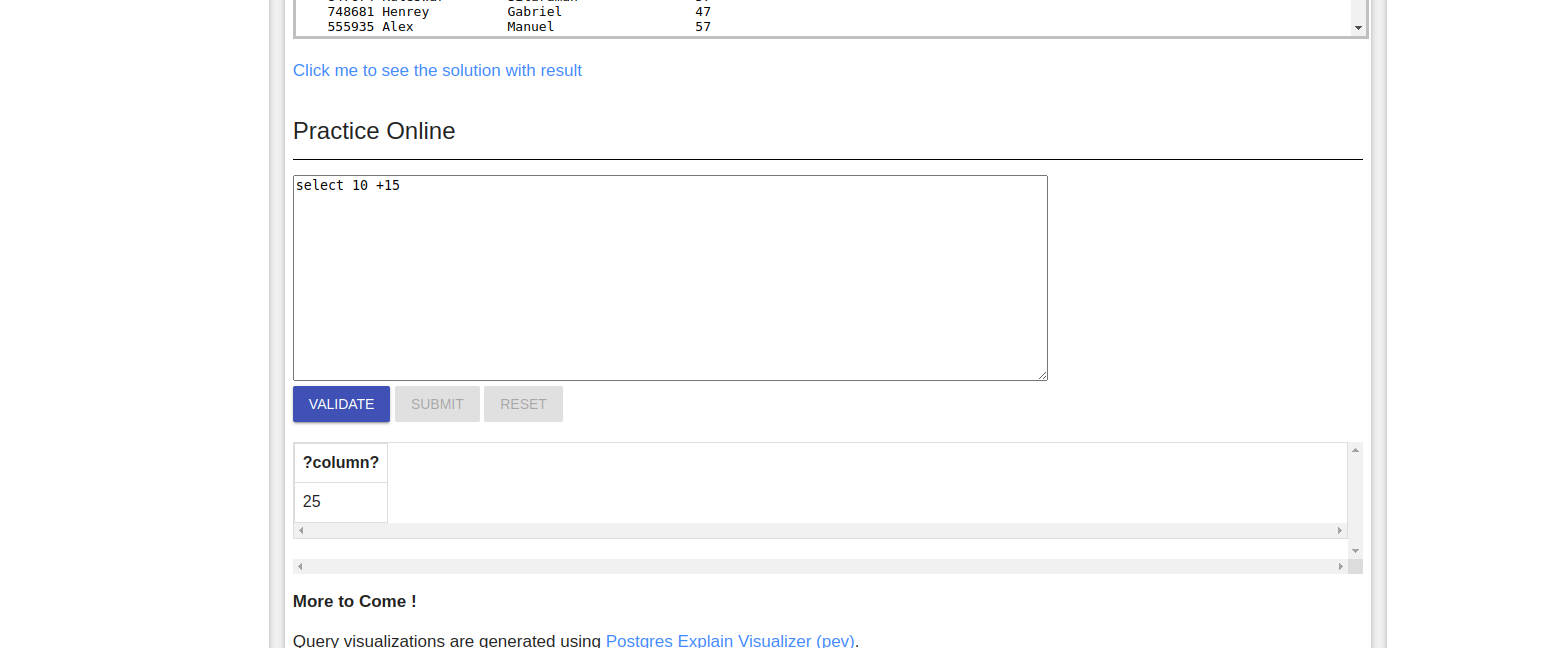 748681 Henrey Gabriel 47
555935 Alex Manuel 57
Click me to see the solution with result
Practice Online
select 10 +15
VALIDATE SUBMIT RESET
?column?
25
More to Come !
Query visualizations are generated using Postgres Explain Visualizer (pev).